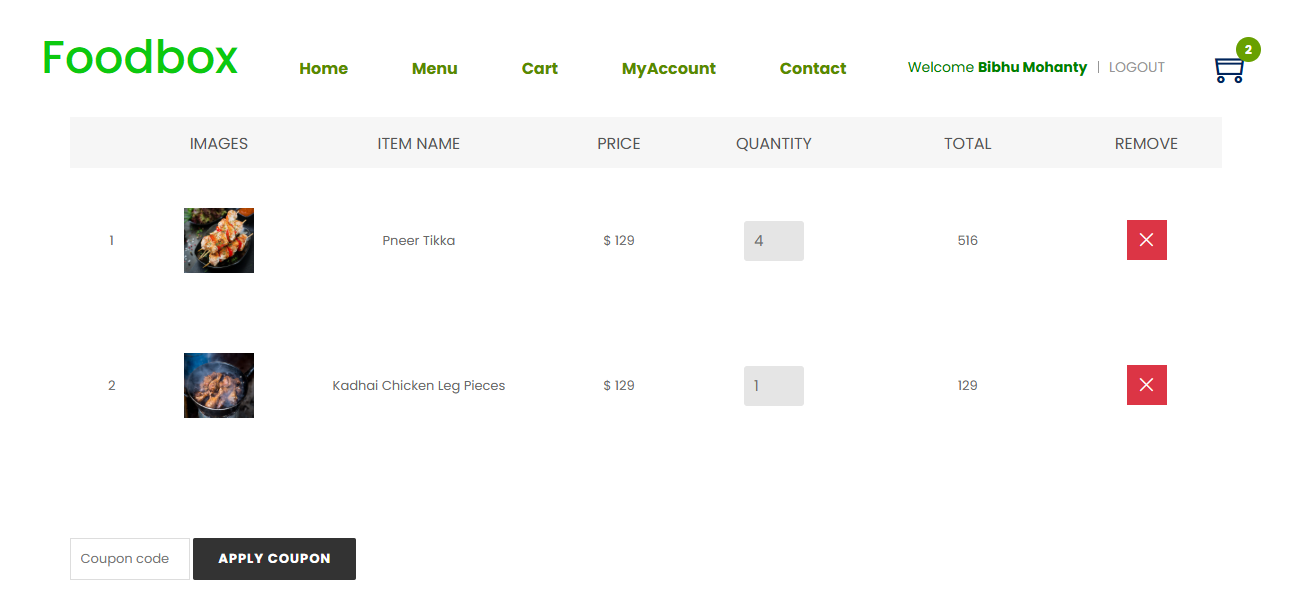 Foodbox
Home Menu Cart MyAccount Contact Welcome Bibhu Mohanty | LOGOUT 2
IMAGES ITEM NAME PRICE QUANTITY TOTAL REMOVE
1 Pneer Tikka $ 129 4 516
2 Kadhai Chicken Leg Pieces $ 129 1 129
Coupon code APPLY COUPON